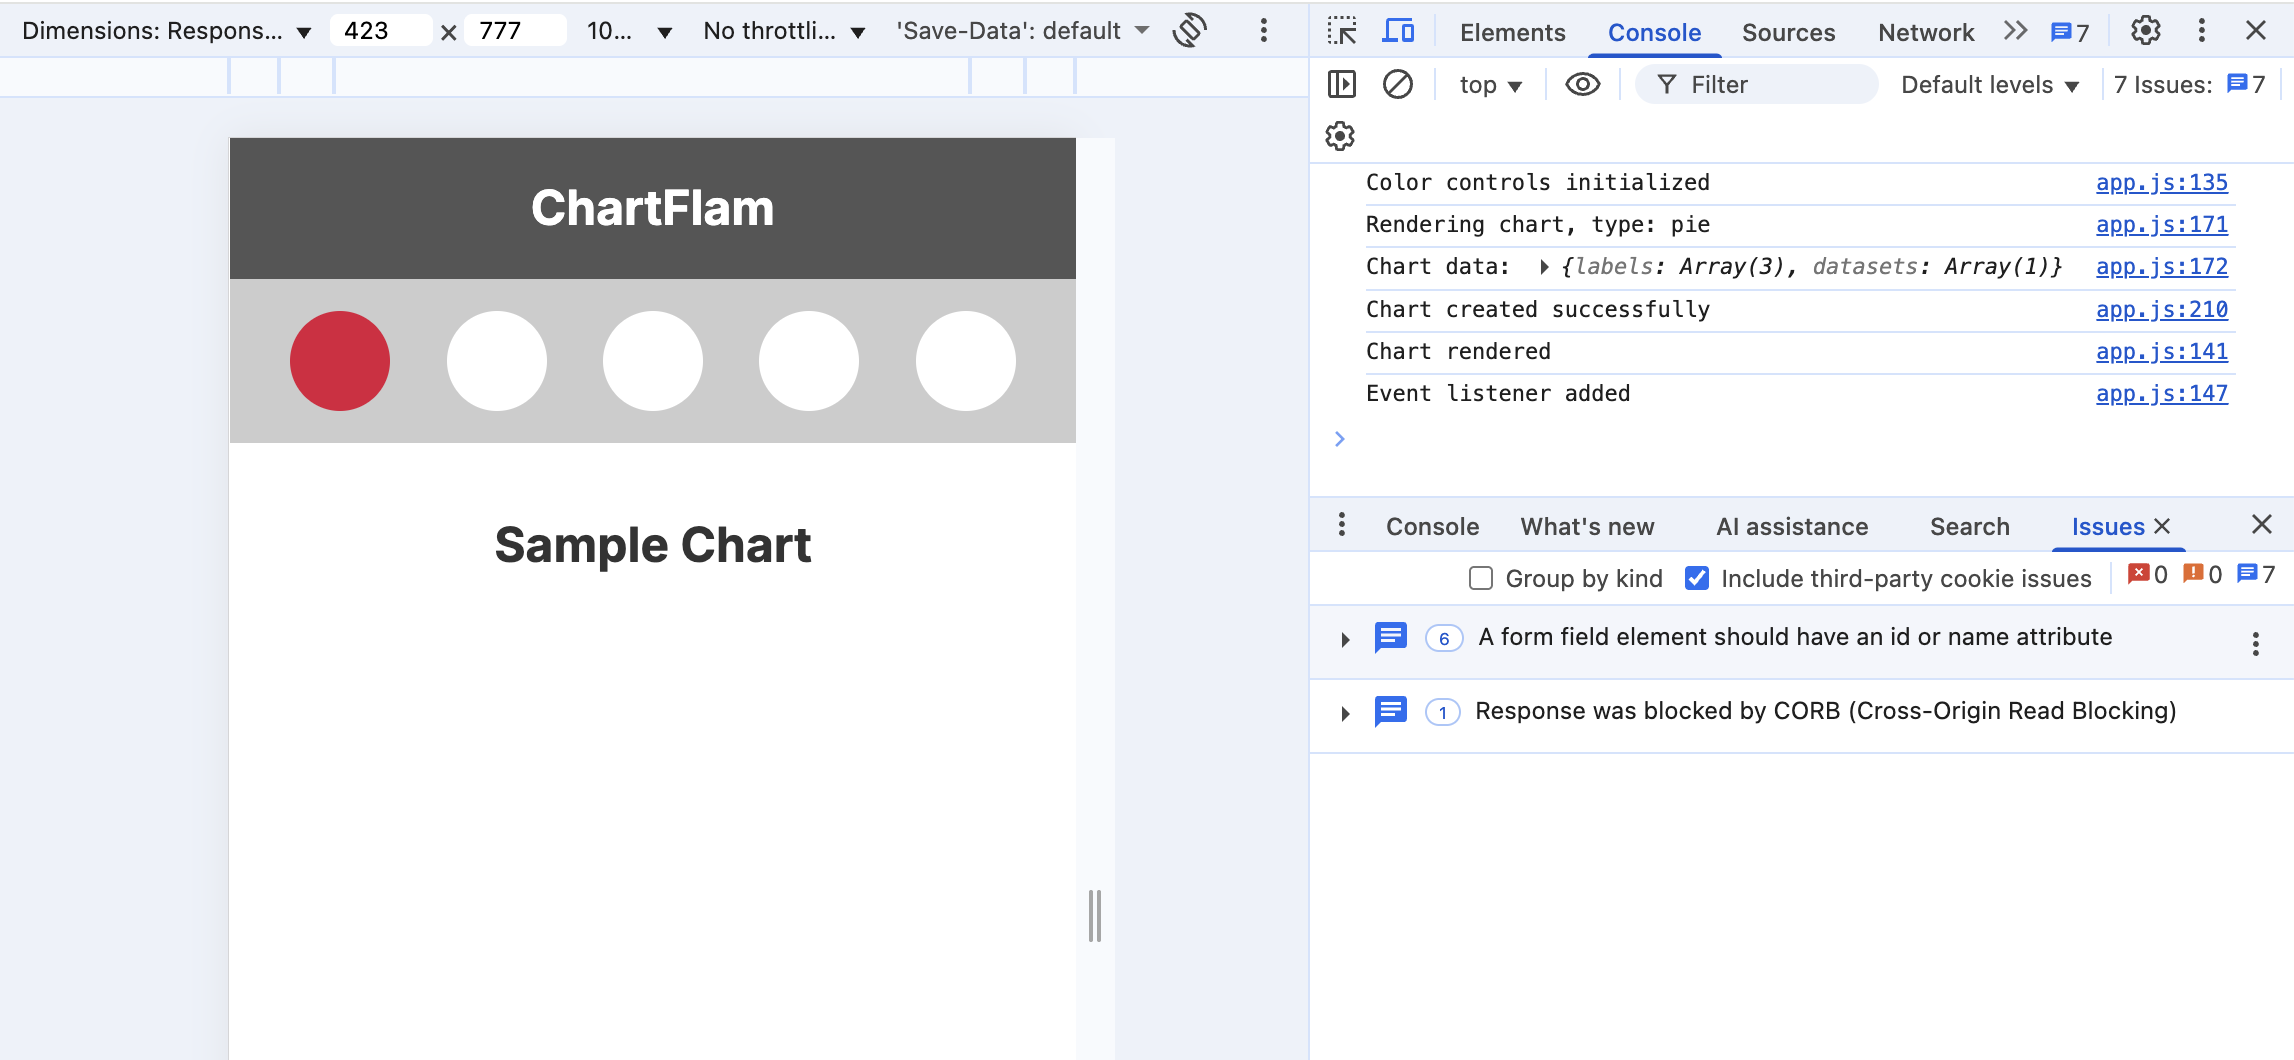 Dimensions: Respons... 423 × 777 10... No throttli... 'Save-Data': default
Elements Console Sources Network 7
top Filter Default levels 7 Issues: 7
ChartFlam
Sample Chart
Color controls initialized app.js:135
Rendering chart, type: pie app.js:171
Chart data: {labels: Array(3), datasets: Array(1)} app.js:172
Chart created successfully app.js:210
Chart rendered app.js:141
Event listener added app.js:147
Console What's new AI assistance Search Issues
Group by kind Include third-party cookie issues 0 0 7
6 A form field element should have an id or name attribute
1 Response was blocked by CORB (Cross-Origin Read Blocking)